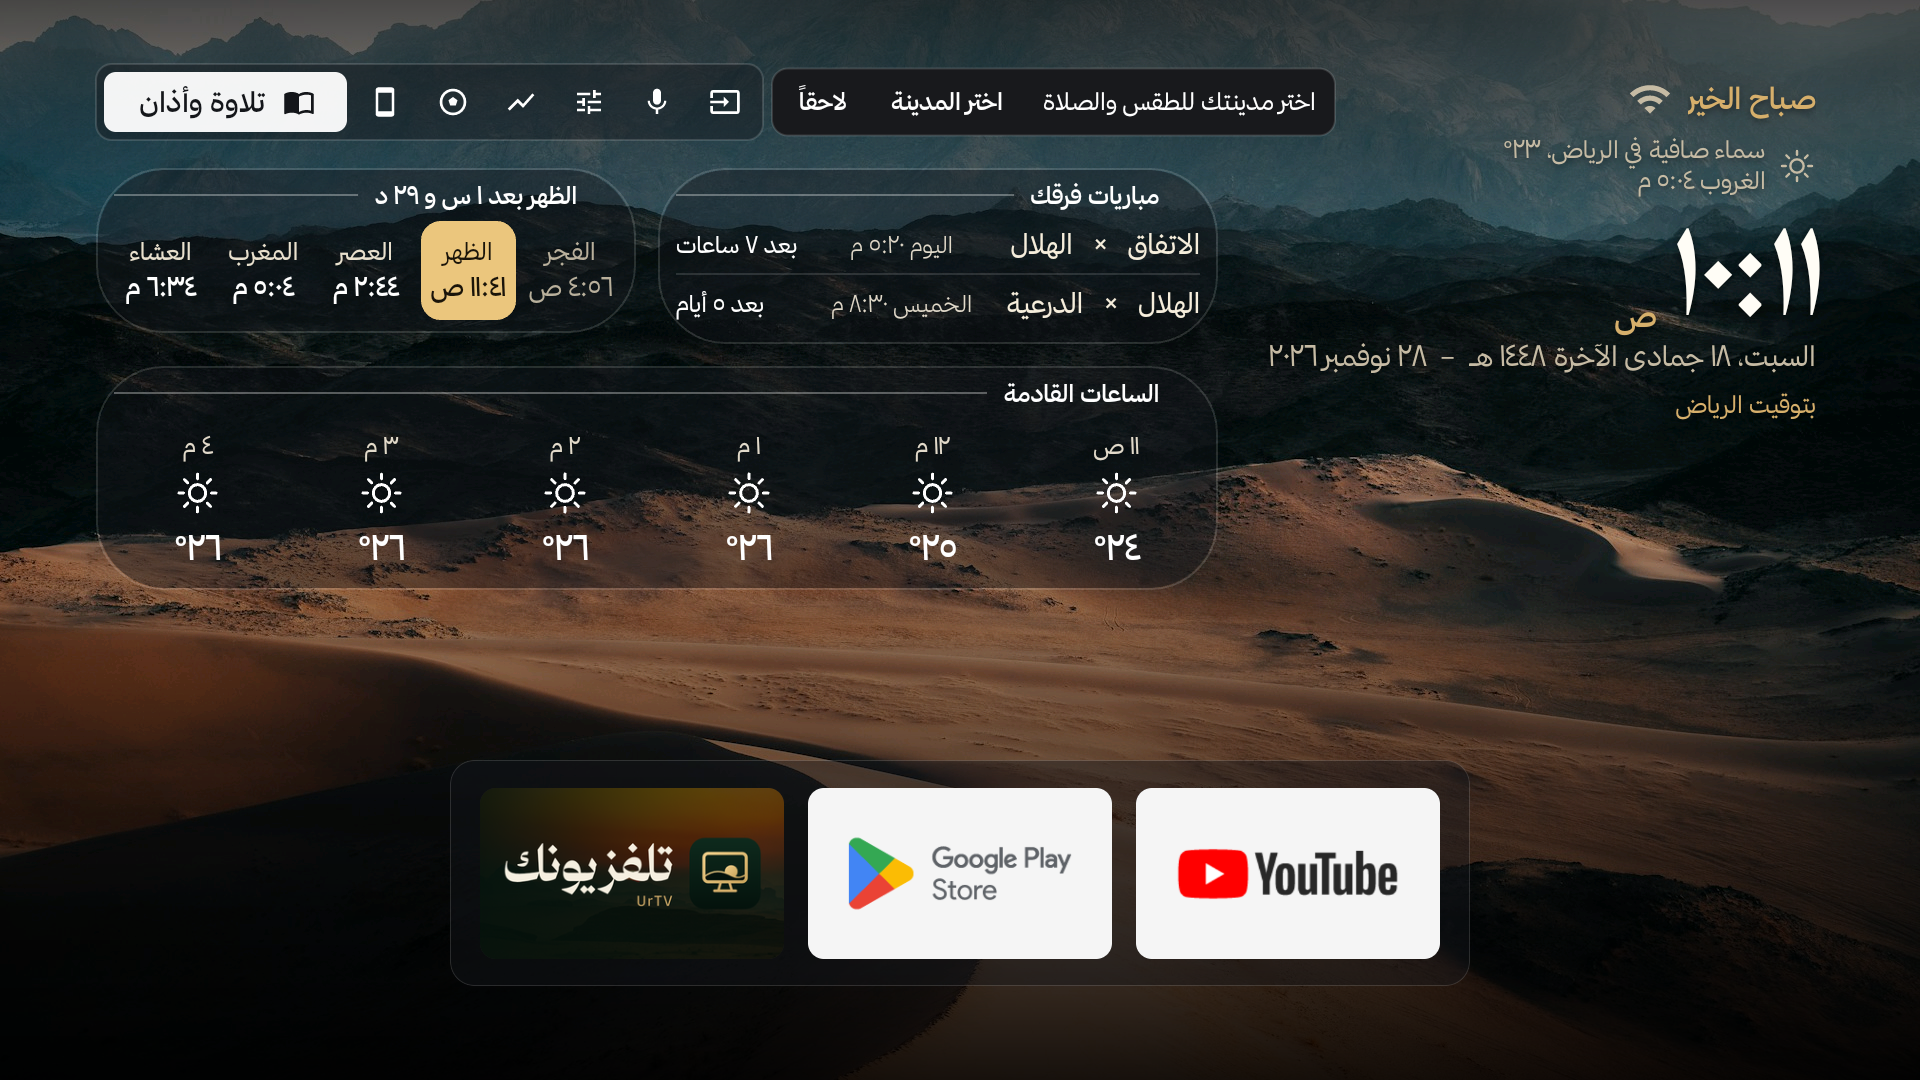 صباح الخير
سماء صافية في الرياض، ٢٣°
الغروب ٥:٠٤ م
١٠:١١ ص
السبت، ١٨ جمادى الآخرة ١٤٤٨ هـ – ٢٨ نوفمبر ٢٠٢٦
بتوقيت الرياض
اختر مدينتك للطقس والصلاة
اختر المدينة
لاحقاً
تلاوة وأذان
مباريات فرقك
الاتفاق × الهلال اليوم ٥:٢٠ م بعد ٧ ساعات
الهلال × الدرعية الخميس ٨:٣٠ م بعد ٥ أيام
الظهر بعد ١ س و ٢٩ د
الفجر الظهر العصر المغرب العشاء
٤:٥٦ ص ١١:٤١ ص ٢:٤٤ م ٥:٠٤ م ٦:٣٤ م
الساعات القادمة
١١ ص ١٢ م ١ م ٢ م ٣ م ٤ م
٢٤° ٢٥° ٢٦° ٢٦° ٢٦° ٢٦°
YouTube
Google Play
Store
تلفزيونك
UrTV